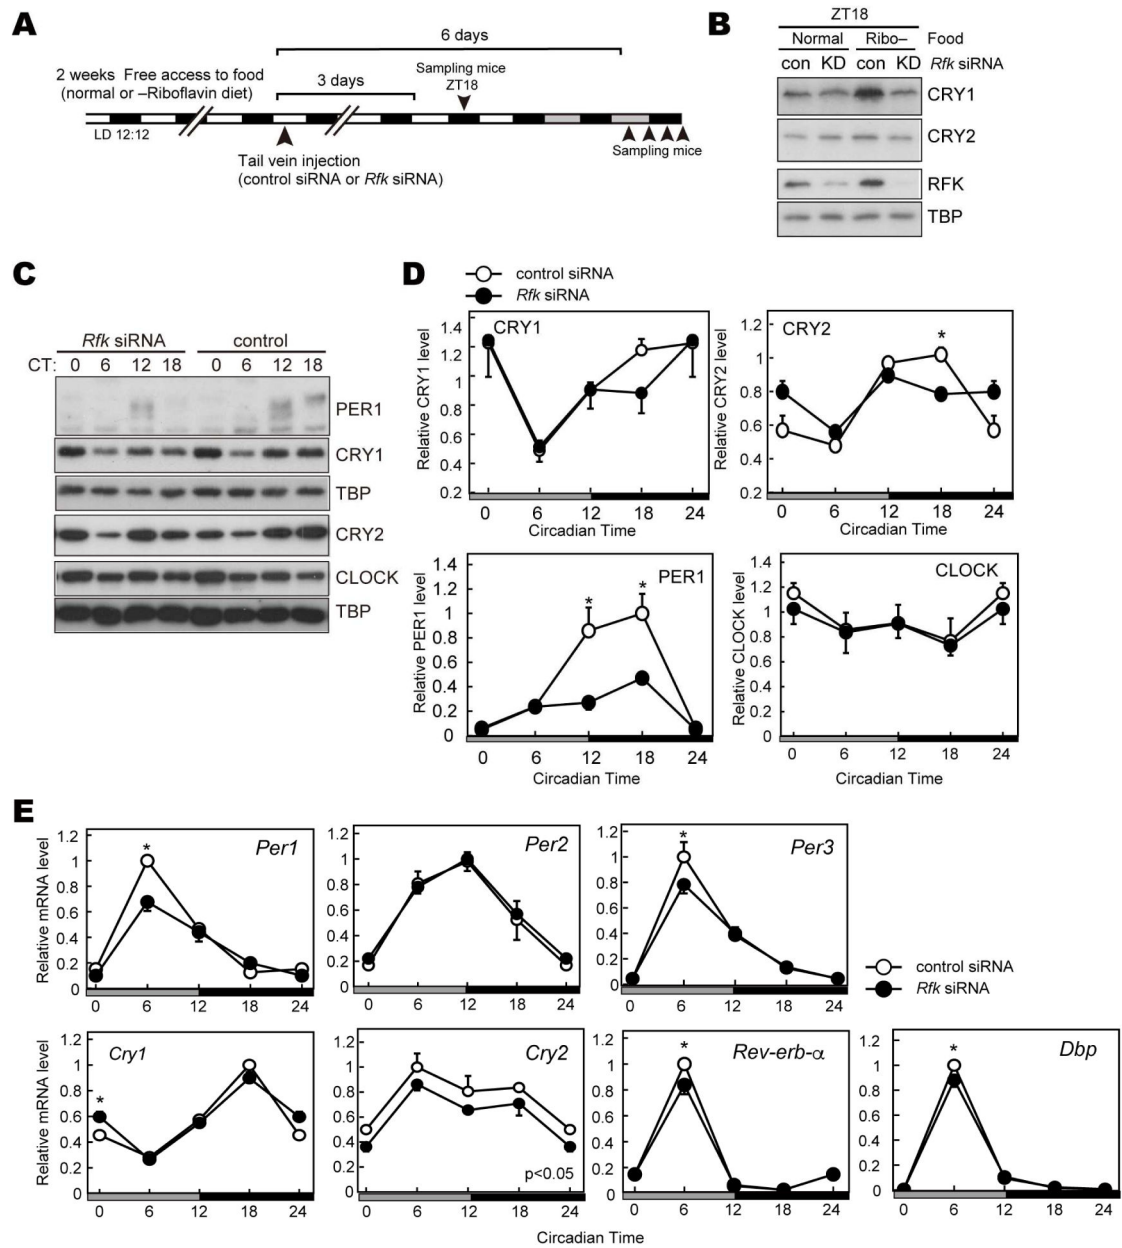 A
6 days
2 weeks Free access to food
(normal or –Riboflavin diet)
3 days
Sampling mice
ZT18
LD 12:12
Tail vein injection
(control siRNA or Rfk siRNA)
Sampling mice
B
ZT18
Normal Ribo– Food
con KD con KD Rfk siRNA
CRY1
CRY2
RFK
TBP
C
Rfk siRNA control
CT: 0 6 12 18 0 6 12 18
PER1
CRY1
TBP
CRY2
CLOCK
TBP
D
control siRNA
Rfk siRNA
CRY1
Relative CRY1 level
1.4
1.2
1
0.8
0.6
0.4
0.2
0 6 12 18 24
Circadian Time
CRY2
*
Relative CRY2 level
1.2
1
0.8
0.6
0.4
0.2
0 6 12 18 24
Circadian Time
PER1
* *
Relative PER1 level
1.4
1.2
1
0.8
0.6
0.4
0.2
0
0 6 12 18 24
Circadian Time
CLOCK
Relative CLOCK level
1.4
1.2
1
0.8
0.6
0.4
0.2
0
0 6 12 18 24
Circadian Time
E
Relative mRNA level
Per1
*
1.2
1
0.8
0.6
0.4
0.2
0
0 6 12 18 24
Per2
1.2
1
0.8
0.6
0.4
0.2
0
0 6 12 18 24
Per3
*
1.2
1
0.8
0.6
0.4
0.2
0
0 6 12 18 24
control siRNA
Rfk siRNA
Relative mRNA level
Cry1
*
1.2
1
0.8
0.6
0.4
0.2
0
0 6 12 18 24
Cry2
1.2
1
0.8
0.6
0.4
0.2
0
p<0.05
0 6 12 18 24
Rev-erb-α
*
1.2
1
0.8
0.6
0.4
0.2
0
0 6 12 18 24
Dbp
*
1.2
1
0.8
0.6
0.4
0.2
0
0 6 12 18 24
Circadian Time